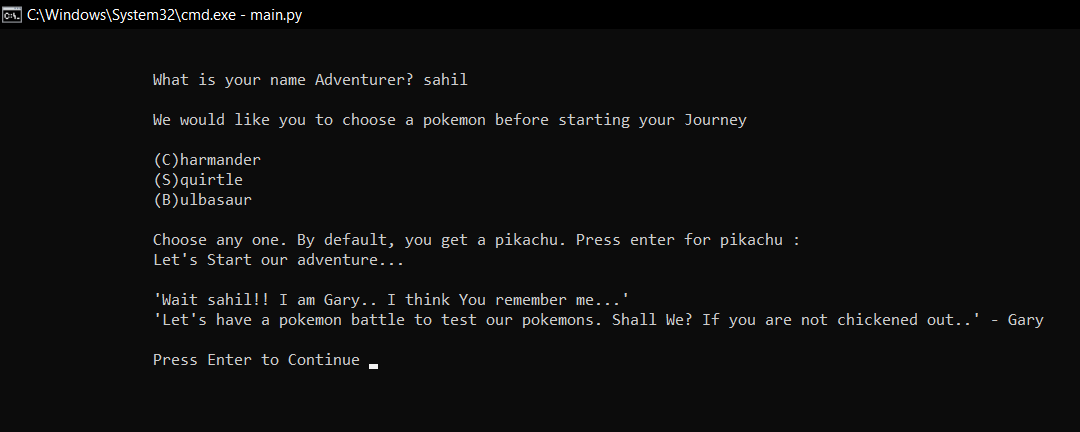 C:\Windows\System32\cmd.exe - main.py
What is your name Adventurer? sahil
We would like you to choose a pokemon before starting your Journey
(C)harmander
(S)quirtle
(B)ulbasaur
Choose any one. By default, you get a pikachu. Press enter for pikachu :
Let's Start our adventure...
'Wait sahil!! I am Gary.. I think You remember me...'
'Let's have a pokemon battle to test our pokemons. Shall We? If you are not chickened out..' - Gary
Press Enter to Continue